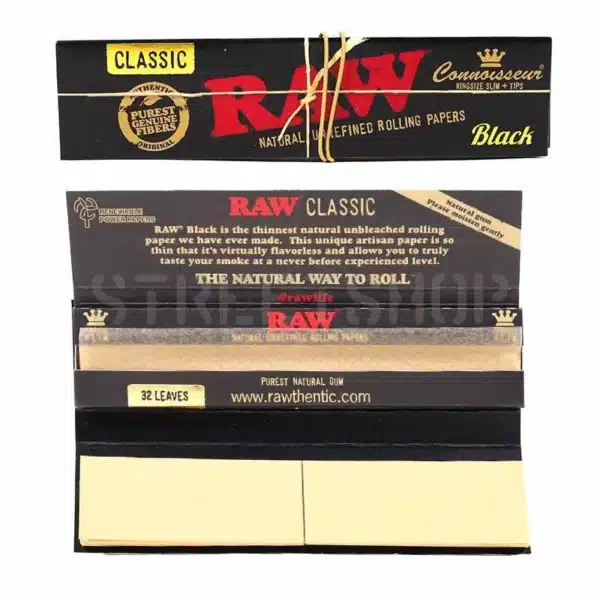 CLASSIC
AUTHENTIC
PUREST
GENUINE
FIBERS
ORIGINAL
RAW
NATURAL UNREFINED ROLLING PAPERS
Connoisseur
KINGSIZE SLIM + TIPS
Black
RENEWABLE
POWER PAPERS
RAW CLASSIC
Natural gum
Please moisten gently
RAW® Black is the thinnest natural unbleached rolling
paper we have ever made. This unique artisan paper is so
thin that it's virtually flavorless and allows you to truly
taste your smoke at a never before experienced level.
THE NATURAL WAY TO ROLL
#rawlife
RAW
NATURAL UNREFINED ROLLING PAPERS
PUREST NATURAL GUM
32 LEAVES
www.rawthentic.com